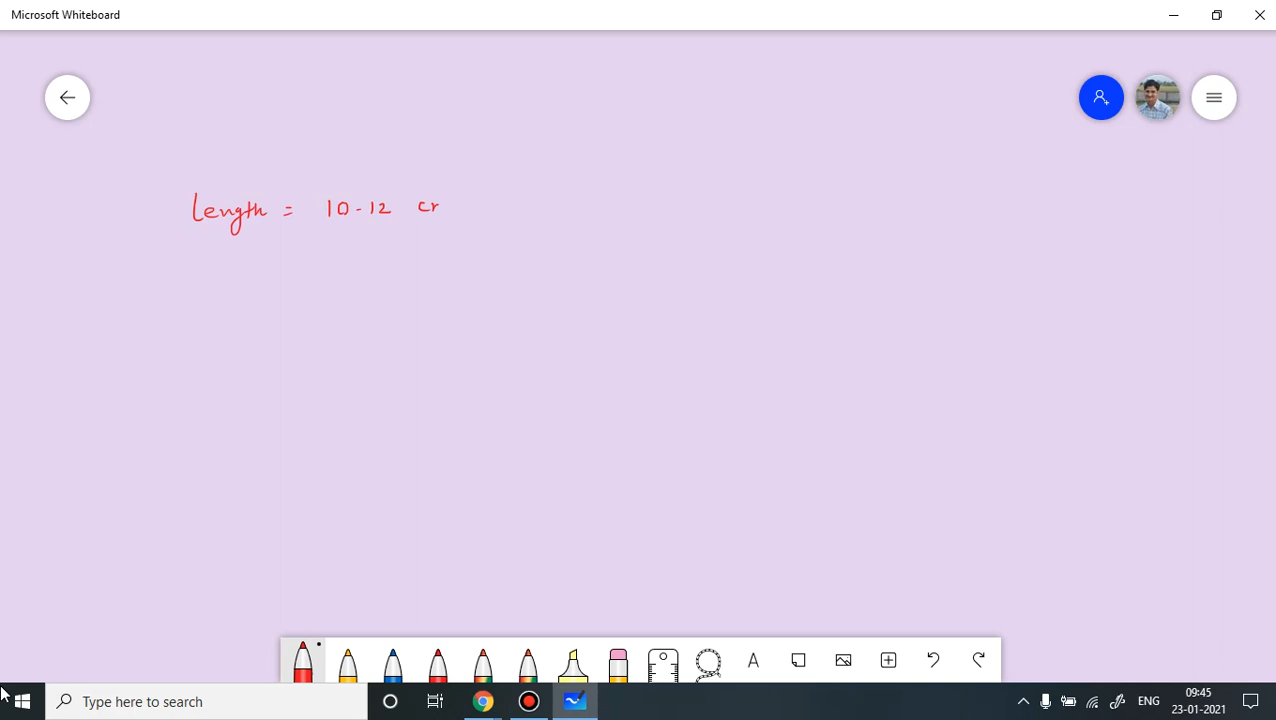 Microsoft Whiteboard
Length = 10-12 cr
A
Type here to search
ENG
09:45
23-01-2021